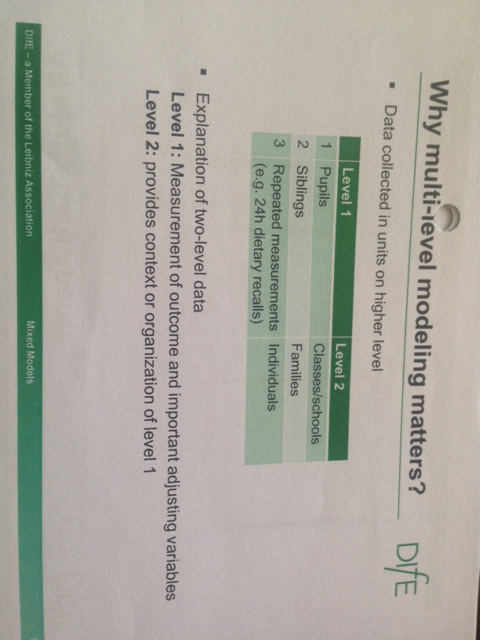 Why multi-level modeling matters?
DIfE
▪ Data collected in units on higher level
Level 1 Level 2
1 Pupils Classes/schools
2 Siblings Families
3 Repeated measurements Individuals
(e.g. 24h dietary recalls)
▪ Explanation of two-level data
Level 1: Measurement of outcome and important adjusting variables
Level 2: provides context or organization of level 1
DIfE – a Member of the Leibniz Association Mixed Models